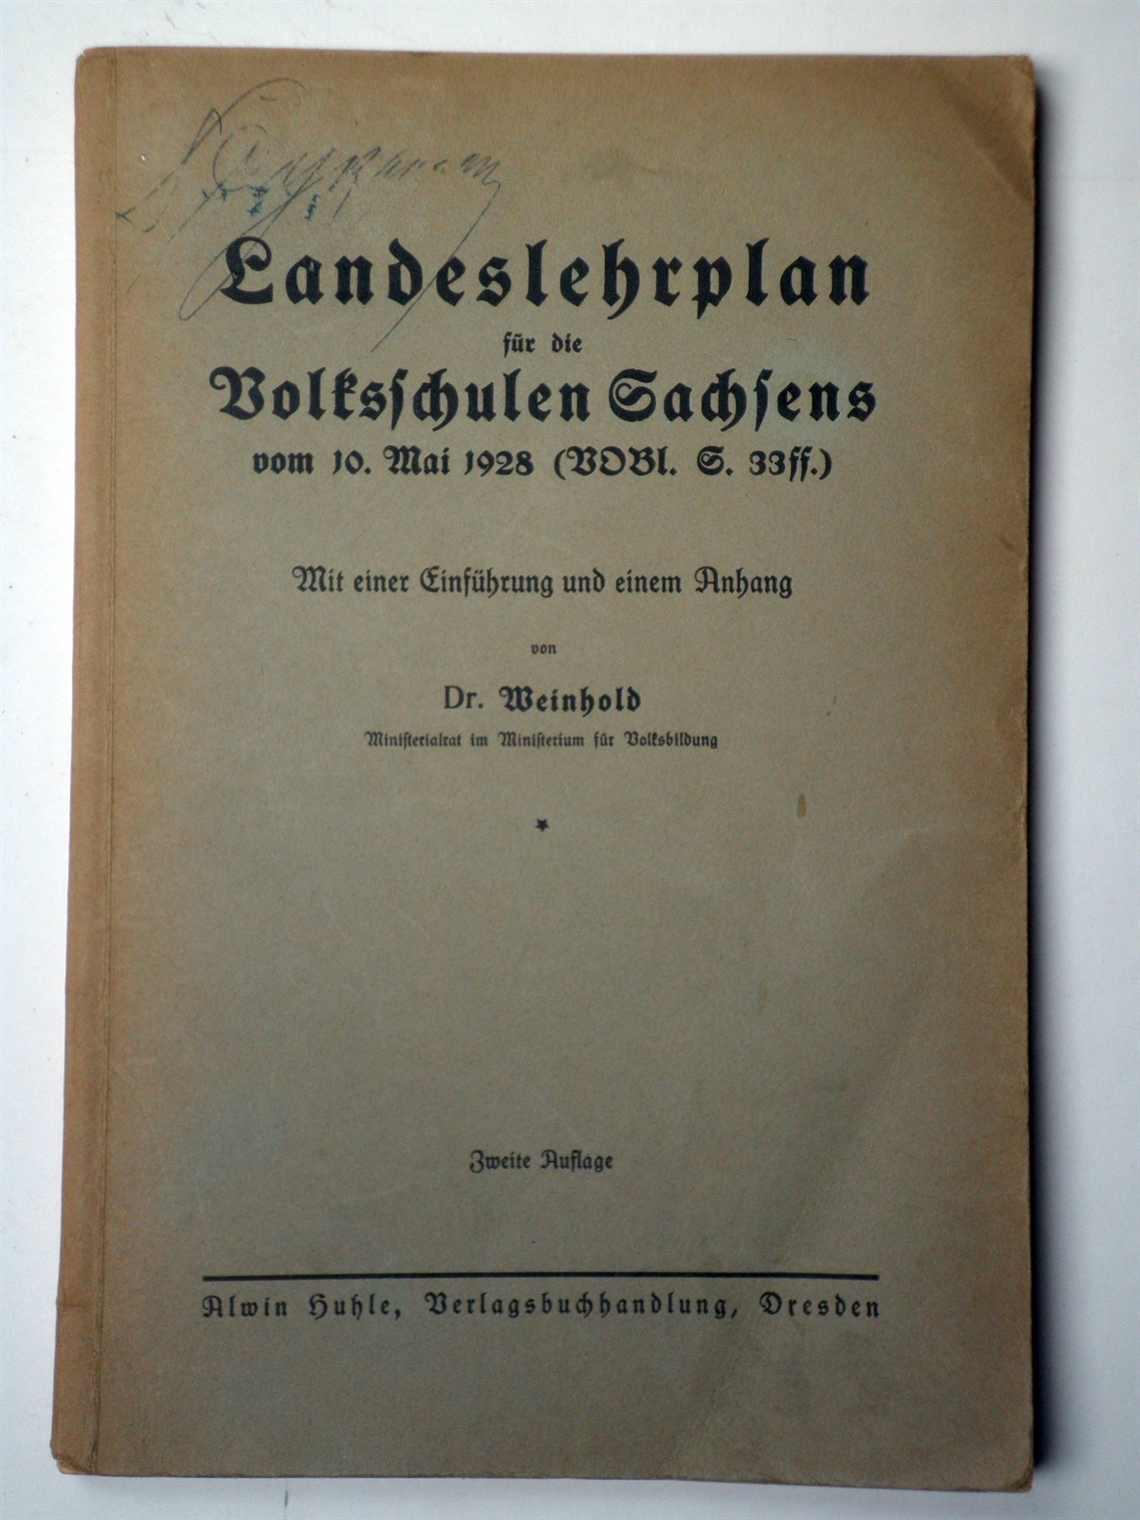 Landeslehrplan
für die
Volksschulen Sachsens
vom 10. Mai 1928 (VOBl. S. 33ff.)
Mit einer Einführung und einem Anhang
von
Dr. Weinhold
Ministerialrat im Ministerium für Volksbildung
Zweite Auflage
Alwin Huhle, Verlagsbuchhandlung, Dresden